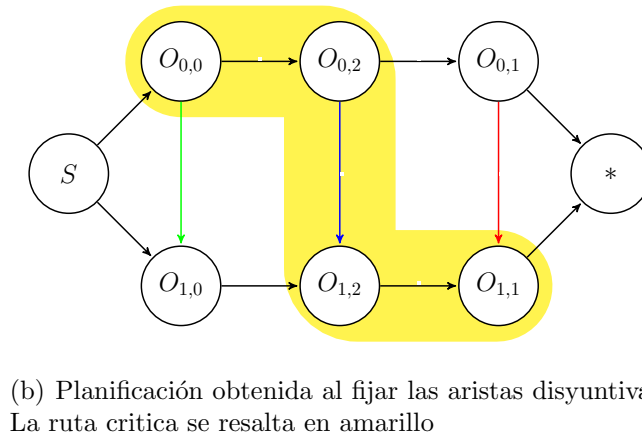 O0,0 O0,2 O0,1
S *
O1,0 O1,2 O1,1
(b) Planificación obtenida al fijar las aristas
La ruta critica se resalta en amarillo